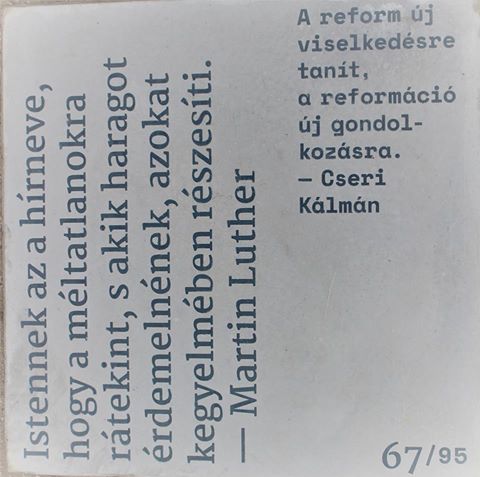 Istennek az a hírneve,
hogy a méltatlanokra
rátekint, s akik haragot
érdemelnének, azokat
kegyelmében részesíti.
— Martin Luther
A reform új
viselkedésre
tanít,
a reformáció
új gondol-
kozásra.
— Cseri
Kálmán
67/95